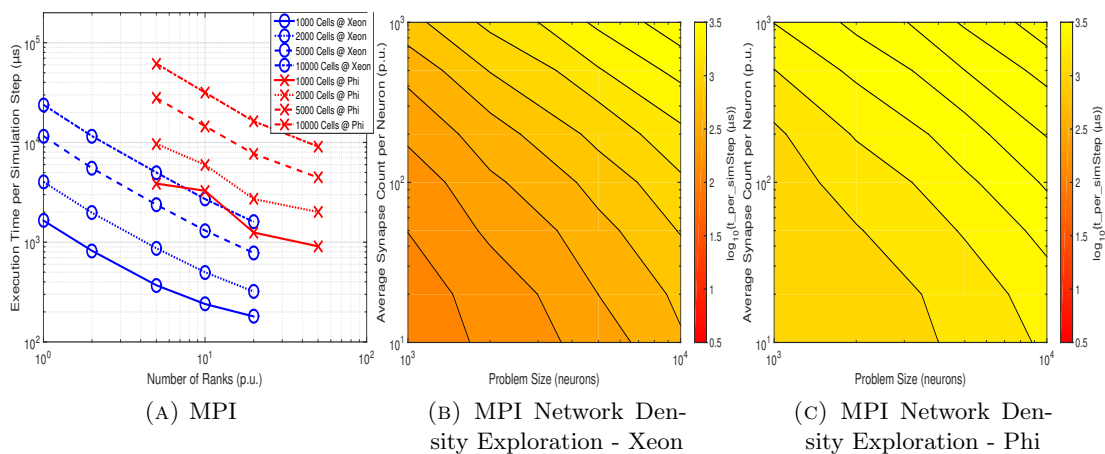 Execution Time per Simulation Step (µs)
10^5
10^4
10^3
10^2
10^0
10^1
10^2
Number of Ranks (p.u.)
1000 Cells @ Xeon
2000 Cells @ Xeon
5000 Cells @ Xeon
10000 Cells @ Xeon
1000 Cells @ Phi
2000 Cells @ Phi
5000 Cells @ Phi
10000 Cells @ Phi
(A) MPI
Average Synapse Count per Neuron (p.u.)
10^3
10^2
10^1
10^3
10^4
Problem Size (neurons)
3.5
3
2.5
2
1.5
1
0.5
log10{t_per_simStep (µs)}
(B) MPI Network Den-
sity Exploration - Xeon
Average Synapse Count per Neuron (p.u.)
10^3
10^2
10^1
10^3
10^4
Problem Size (neurons)
3.5
3
2.5
2
1.5
1
0.5
log10{t_per_simStep (µs)}
(C) MPI Network Den-
sity Exploration - Phi